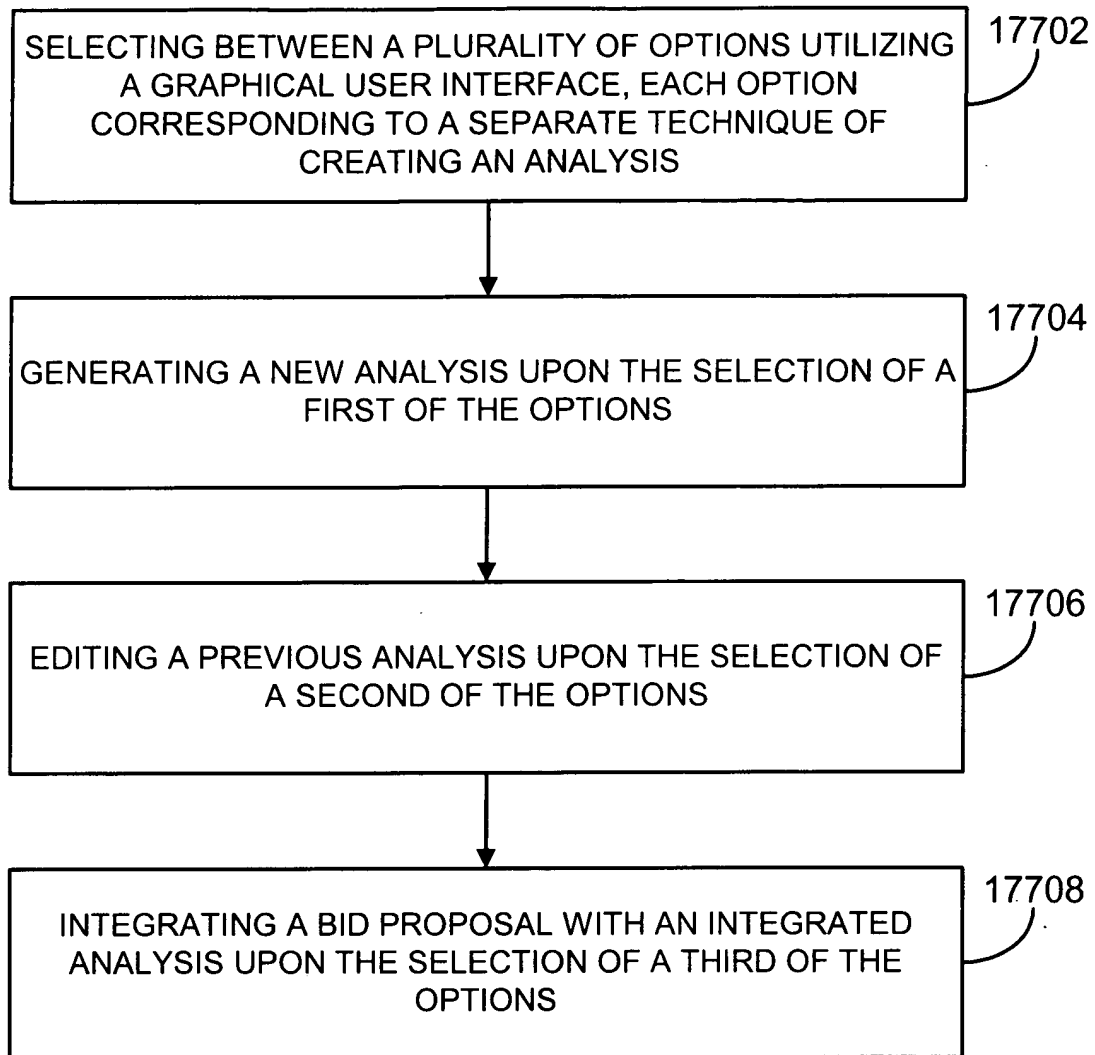 SELECTING BETWEEN A PLURALITY OF OPTIONS UTILIZING
A GRAPHICAL USER INTERFACE, EACH OPTION
CORRESPONDING TO A SEPARATE TECHNIQUE OF
CREATING AN ANALYSIS
17702
GENERATING A NEW ANALYSIS UPON THE SELECTION OF A
FIRST OF THE OPTIONS
17704
EDITING A PREVIOUS ANALYSIS UPON THE SELECTION OF
A SECOND OF THE OPTIONS
17706
INTEGRATING A BID PROPOSAL WITH AN INTEGRATED
ANALYSIS UPON THE SELECTION OF A THIRD OF THE
OPTIONS
17708